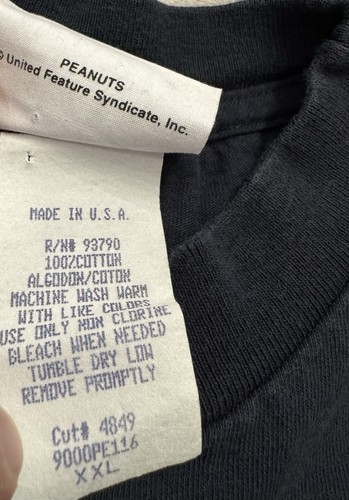 PEANUTS
© United Feature Syndicate, Inc.
MADE IN U.S.A.
R/N# 93790
100%COTTON
ALGODON/COTON
MACHINE WASH WARM
WITH LIKE COLORS
USE ONLY NON CLORINE
BLEACH WHEN NEEDED
TUMBLE DRY LOW
REMOVE PROMPTLY
Cut# 4849
9000PE116
XXL